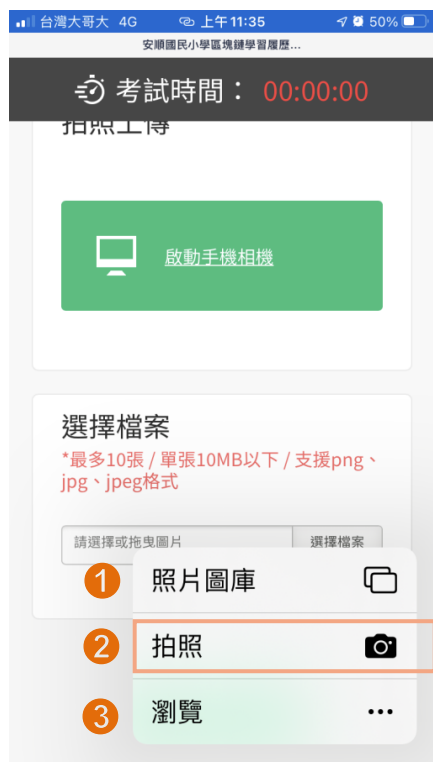 台灣大哥大 4G 上午11:35 50%
安順國民小學區塊鏈學習履歷...
考試時間： 00:00:00
拍照上傳
啟動手機相機
選擇檔案
*最多10張 / 單張10MB以下 / 支援png、
jpg、jpeg格式
請選擇或拖曳圖片 選擇檔案
1 照片圖庫
2 拍照
3 瀏覽